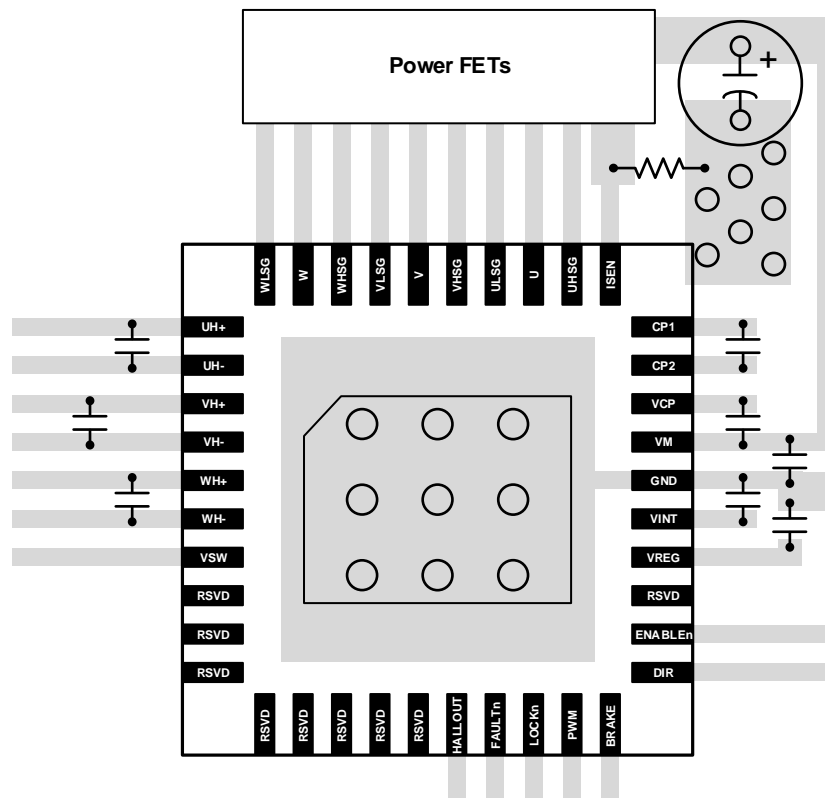 Power FETs
+
WLSG
W
WHSG
VLSG
V
VHSG
ULSG
U
UHSG
ISEN
UH+
UH-
VH+
VH-
WH+
WH-
VSW
RSVD
RSVD
RSVD
CP1
CP2
VCP
VM
GND
VINT
VREG
RSVD
ENABLEn
DIR
RSVD
RSVD
RSVD
RSVD
RSVD
HALLOUT
FAULTn
LOCKn
PWM
BRAKE